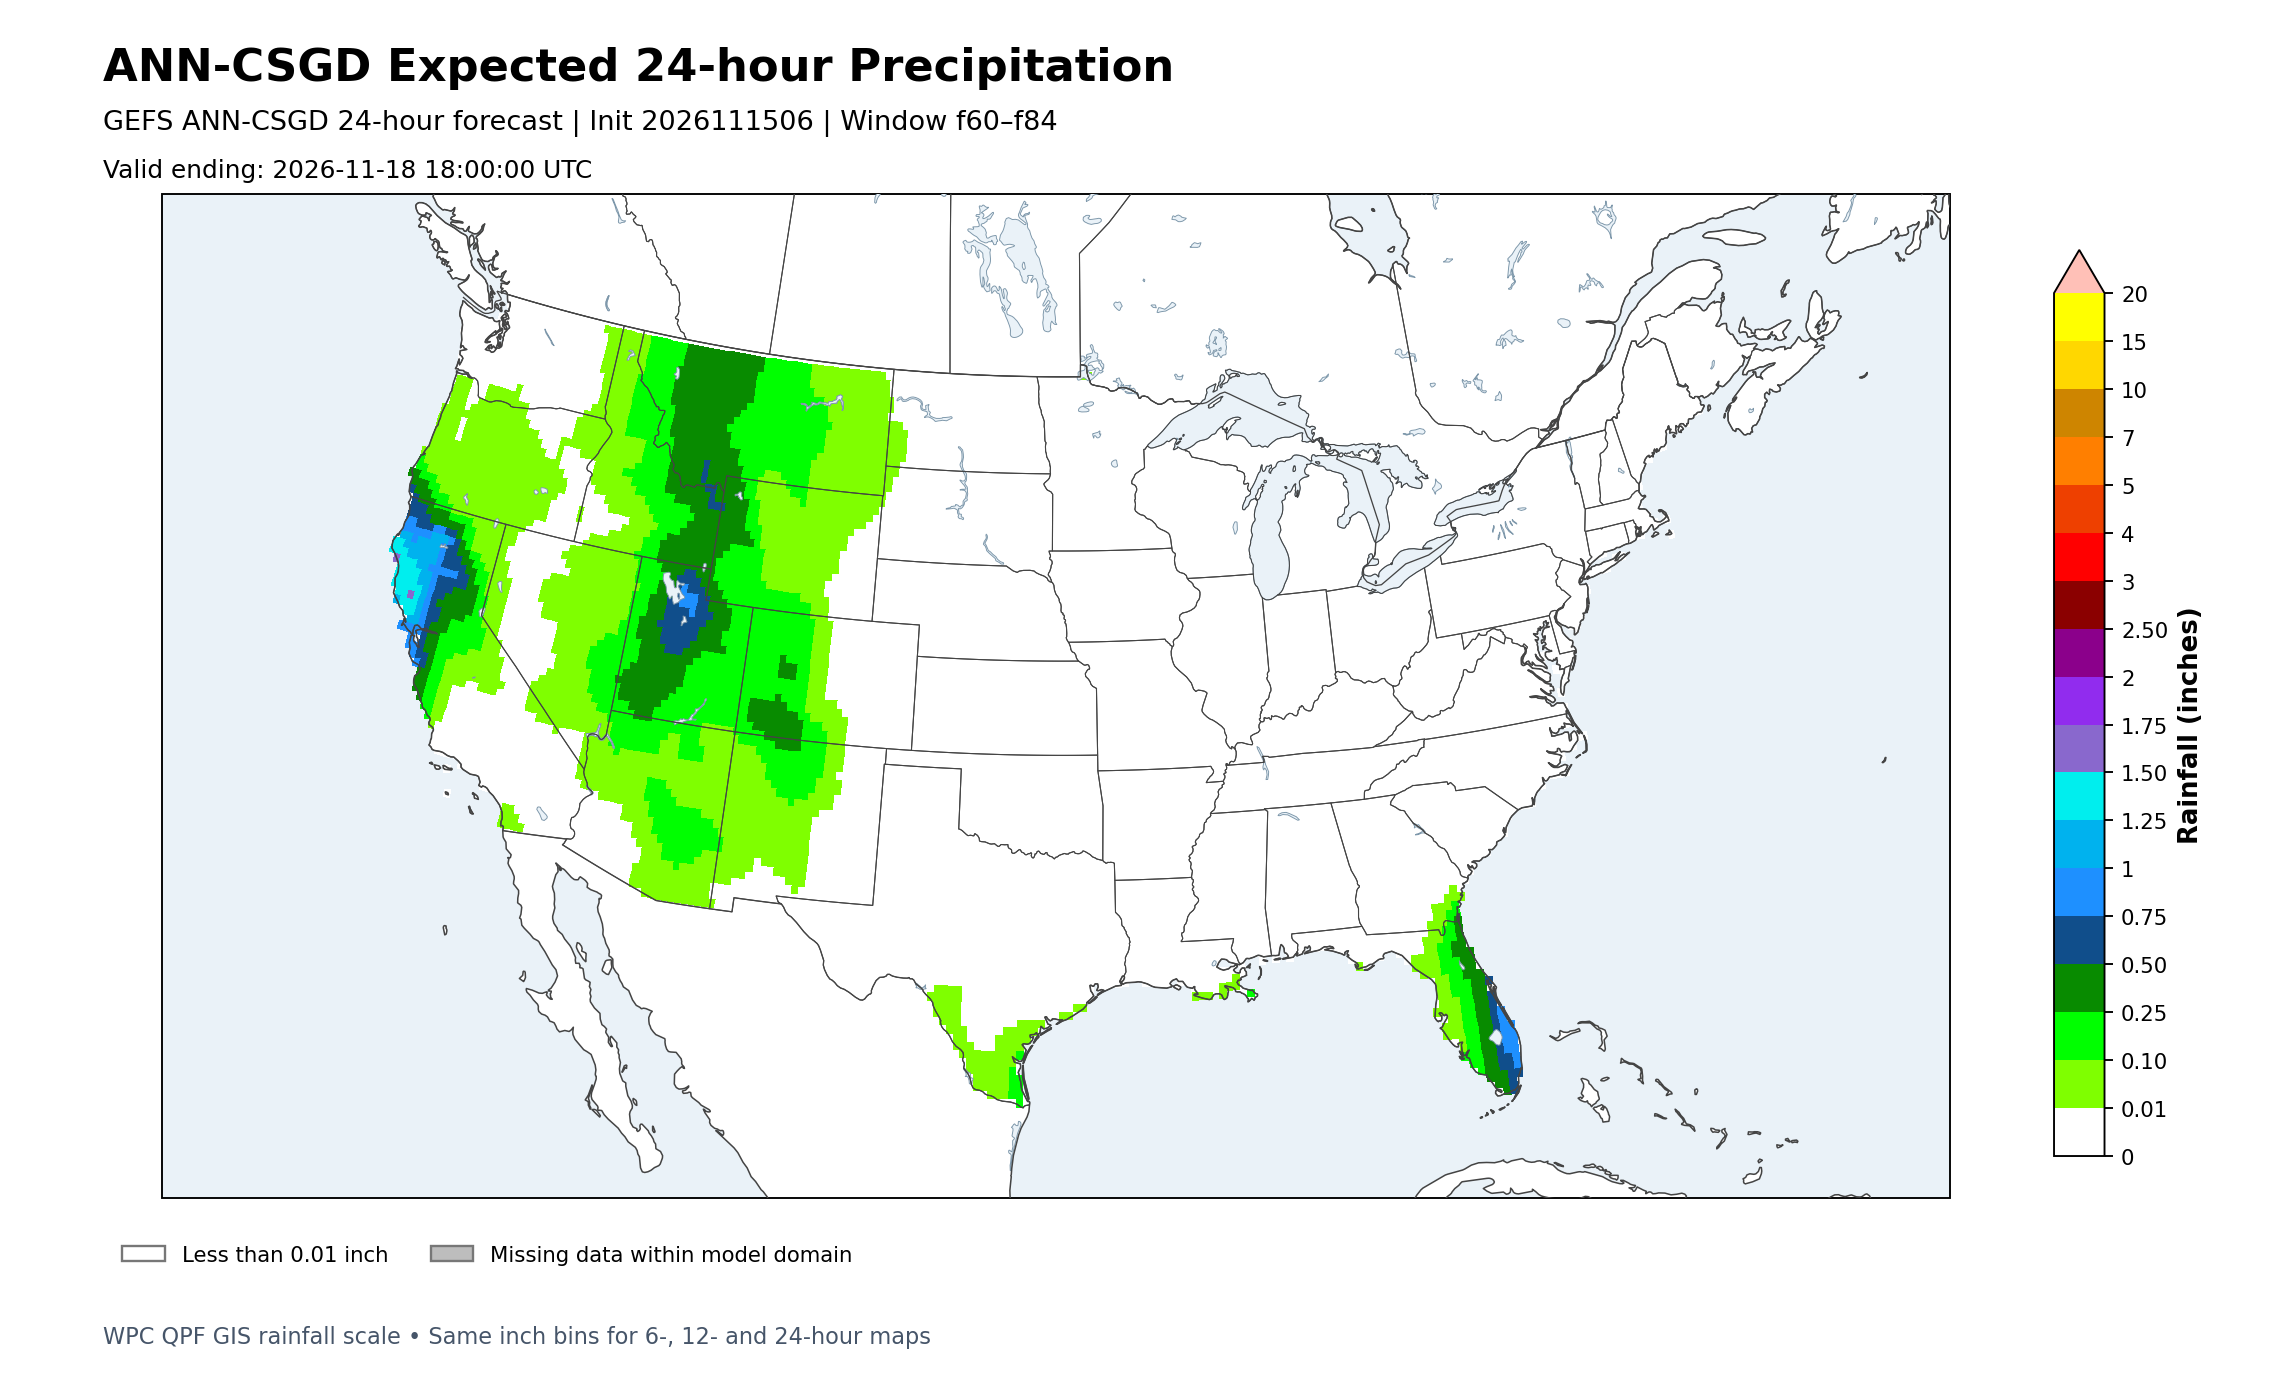 ANN-CSGD Expected 24-hour Precipitation
GEFS ANN-CSGD 24-hour forecast | Init 2026111506 | Window f60–f84
Valid ending: 2026-11-18 18:00:00 UTC
20
15
10
7
5
4
3
2.50
2
1.75
1.50
1.25
1
0.75
0.50
0.25
0.10
0.01
0
Rainfall (inches)
Less than 0.01 inch
Missing data within model domain
WPC QPF GIS rainfall scale • Same inch bins for 6-, 12- and 24-hour maps